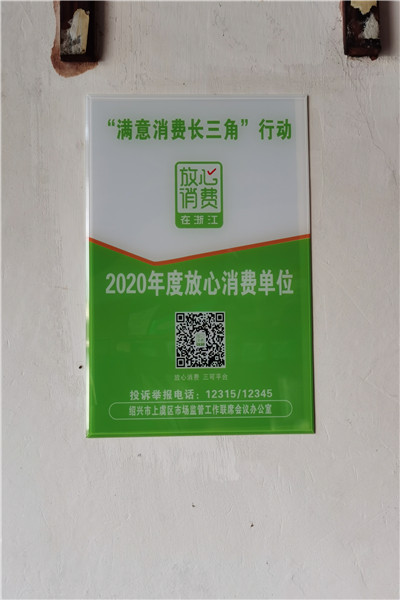 “满意消费长三角”行动
放心
消费
在浙江
2020年度放心消费单位
放心消费 三可平台
投诉举报电话：12315/12345
绍兴市上虞区市场监管工作联席会议办公室